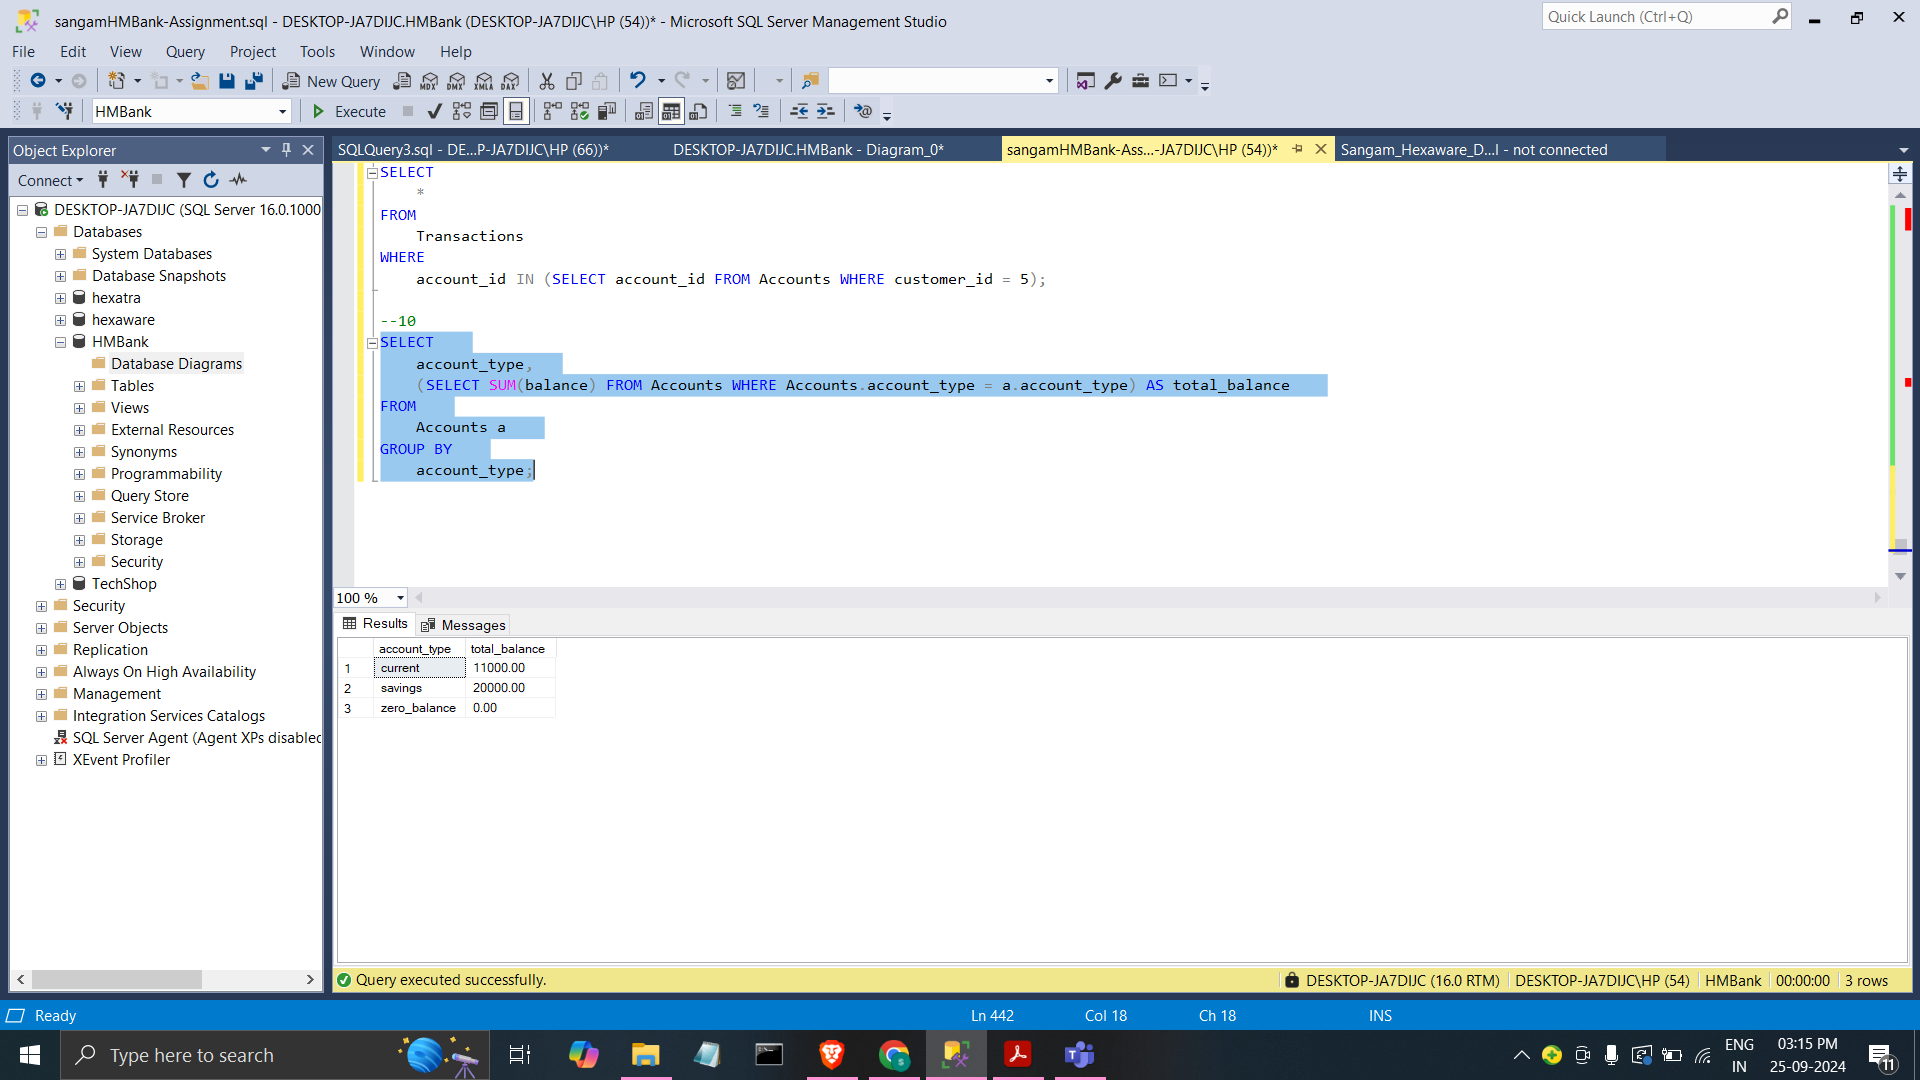 sangamHMBank-Assignment.sql - DESKTOP-JA7DIJC.HMBank (DESKTOP-JA7DIJC\HP (54))* - Microsoft SQL Server Management Studio
Quick Launch (Ctrl+Q)
File Edit View Query Project Tools Window Help
New Query
MDX DMX XMLA DAX
HMBank
Execute
Object Explorer
Connect
DESKTOP-JA7DIJC (SQL Server 16.0.1000
Databases
System Databases
Database Snapshots
hexatra
hexaware
HMBank
Database Diagrams
Tables
Views
External Resources
Synonyms
Programmability
Query Store
Service Broker
Storage
Security
TechShop
Security
Server Objects
Replication
Always On High Availability
Management
Integration Services Catalogs
SQL Server Agent (Agent XPs disabled
XEvent Profiler
SQLQuery3.sql - DE...P-JA7DIJC\HP (66))*
DESKTOP-JA7DIJC.HMBank - Diagram_0*
sangamHMBank-Ass...-JA7DIJC\HP (54))*
Sangam_Hexaware_D...l - not connected
SELECT
*
FROM
Transactions
WHERE
account_id IN (SELECT account_id FROM Accounts WHERE customer_id = 5);
--10
SELECT
account_type,
(SELECT SUM(balance) FROM Accounts WHERE Accounts.account_type = a.account_type) AS total_balance
FROM
Accounts a
GROUP BY
account_type;
100 %
Results Messages
account_type total_balance
1 current 11000.00
2 savings 20000.00
3 zero_balance 0.00
Query executed successfully.
DESKTOP-JA7DIJC (16.0 RTM) DESKTOP-JA7DIJC\HP (54) HMBank 00:00:00 3 rows
Ready
Ln 442 Col 18 Ch 18 INS
Type here to search
ENG
IN
03:15 PM
25-09-2024
11